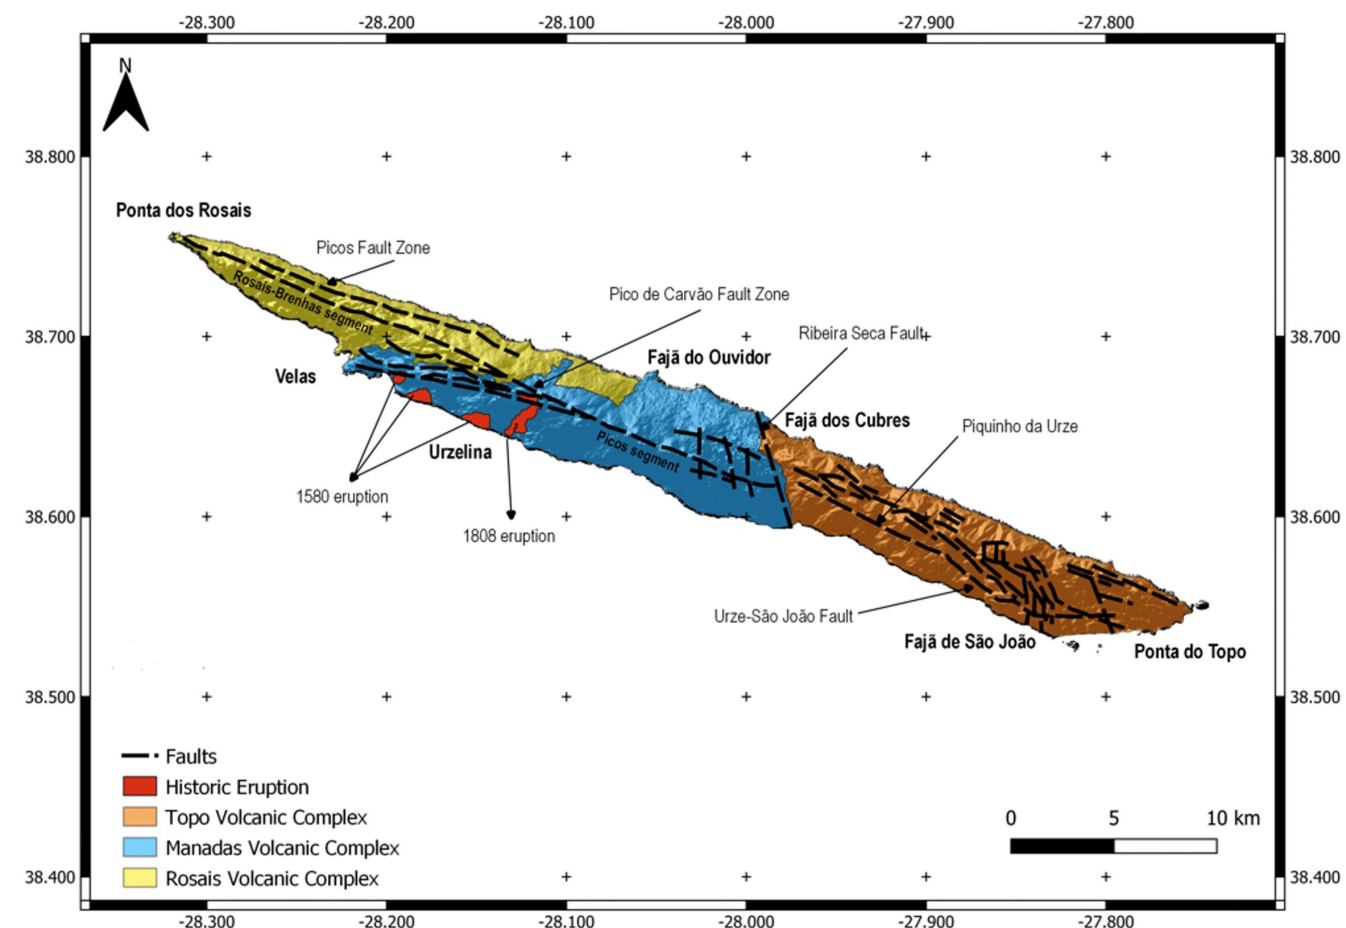 -28.300 -28.200 -28.100 -28.000 -27.900 -27.800
N
38.800 38.800
Ponta dos Rosais
Picos Fault Zone
Rosais-Brenhas segment
Pico de Carvão Fault Zone
Ribeira Seca Fault
38.700 38.700
Fajã do Ouvidor
Velas
Fajã dos Cubres
Piquinho da Urze
Picos segment
Urzelina
1580 eruption
38.600 38.600
1808 eruption
Urze-São João Fault
Fajã de São João
Ponta do Topo
38.500 38.500
Faults
Historic Eruption
Topo Volcanic Complex
Manadas Volcanic Complex
Rosais Volcanic Complex
0 5 10 km
38.400 38.400
-28.300 -28.200 -28.100 -28.000 -27.900 -27.800